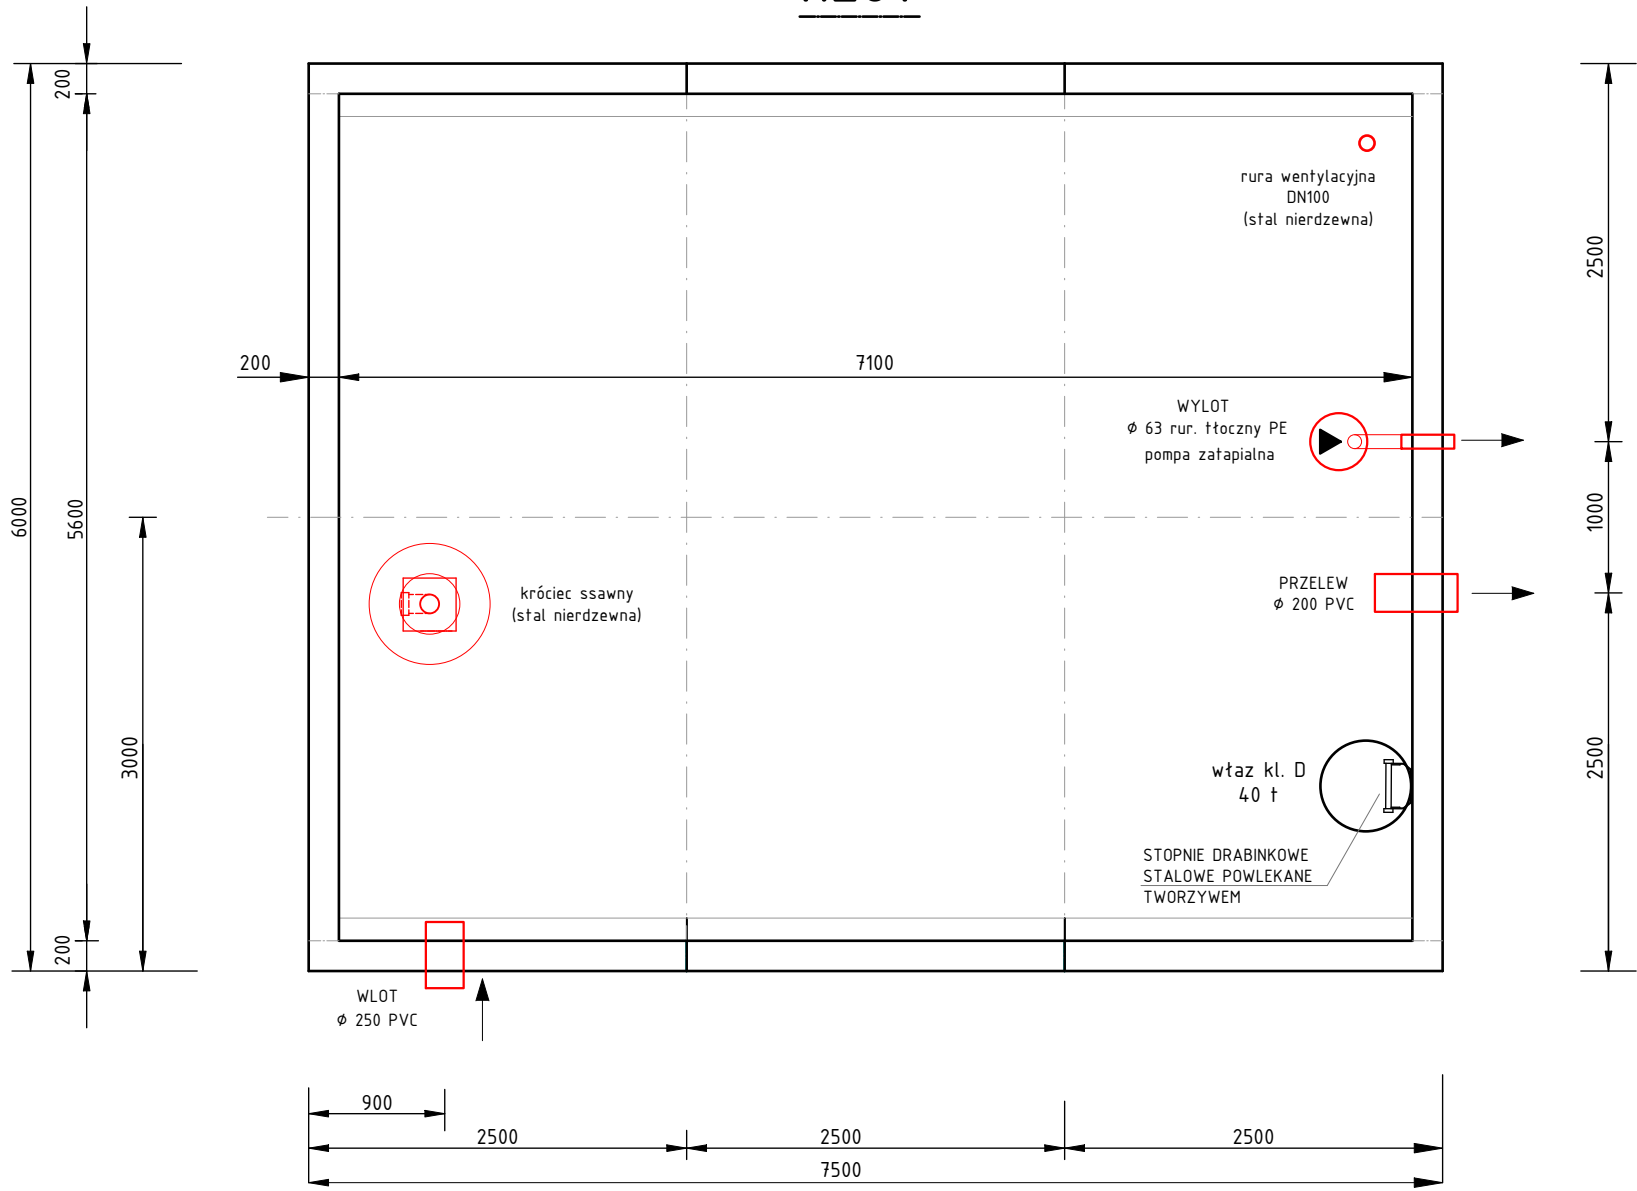 200
200
7100
rura wentylacyjna
DN100
(stal nierdzewna)
2500
WYLOT
Φ 63 rur. tłoczny PE
pompa zatapialna
6000
5600
1000
króciec ssawny
(stal nierdzewna)
PRZELEW
Φ 200 PVC
3000
2500
właz kl. D
40 t
STOPNIE DRABINKOWE
STALOWE POWLEKANE
TWORZYWEM
200
WLOT
Φ 250 PVC
900
2500
2500
2500
7500